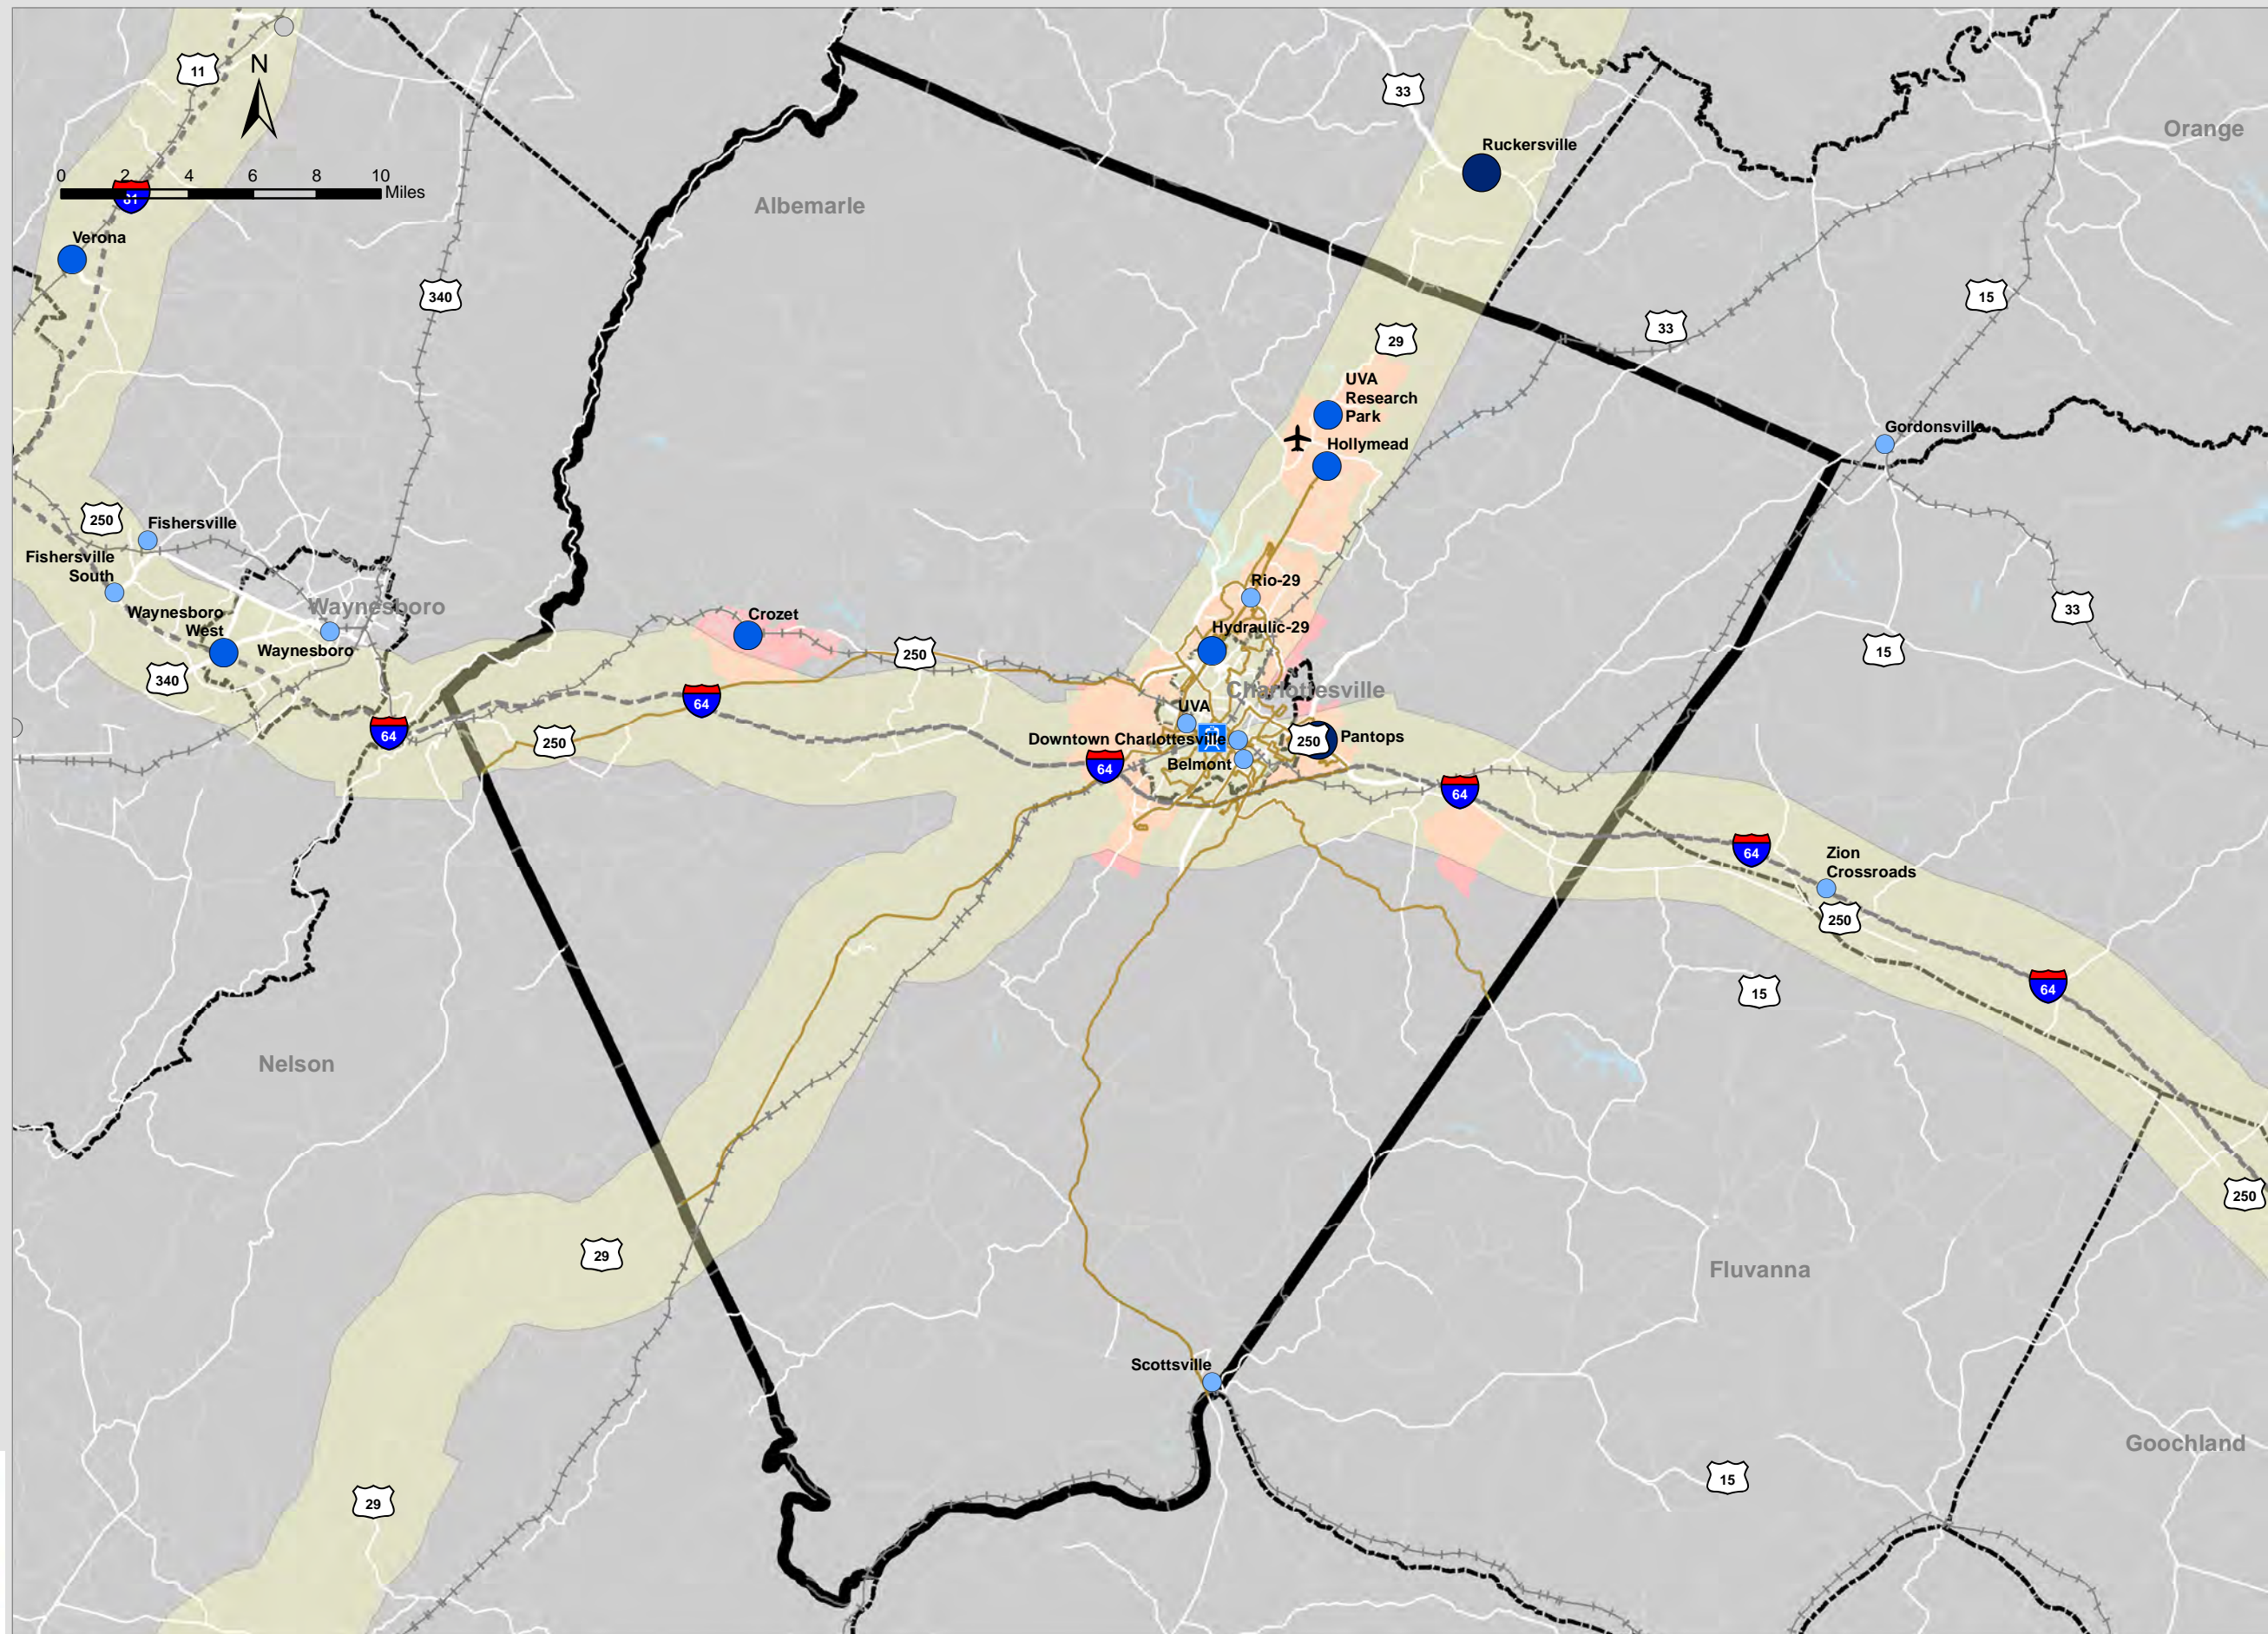 11
N
33
Orange
Ruckersville
0 2 4 6 8 10
Miles
81
Albemarle
Verona
340
15
33
29
UVA
Research
Park
Hollymead
Gordonsville
250
Fishersville
Fishersville
South
Waynesboro
Waynesboro
West
Waynesboro
340
Rio-29
Crozet
Hydraulic-29
250
33
15
Charlottesville
64
UVA
64
250
Downtown Charlottesville
250
Pantops
Belmont
64
64
64
Zion
Crossroads
250
64
15
Nelson
250
29
Fluvanna
Scottsville
Goochland
29
15